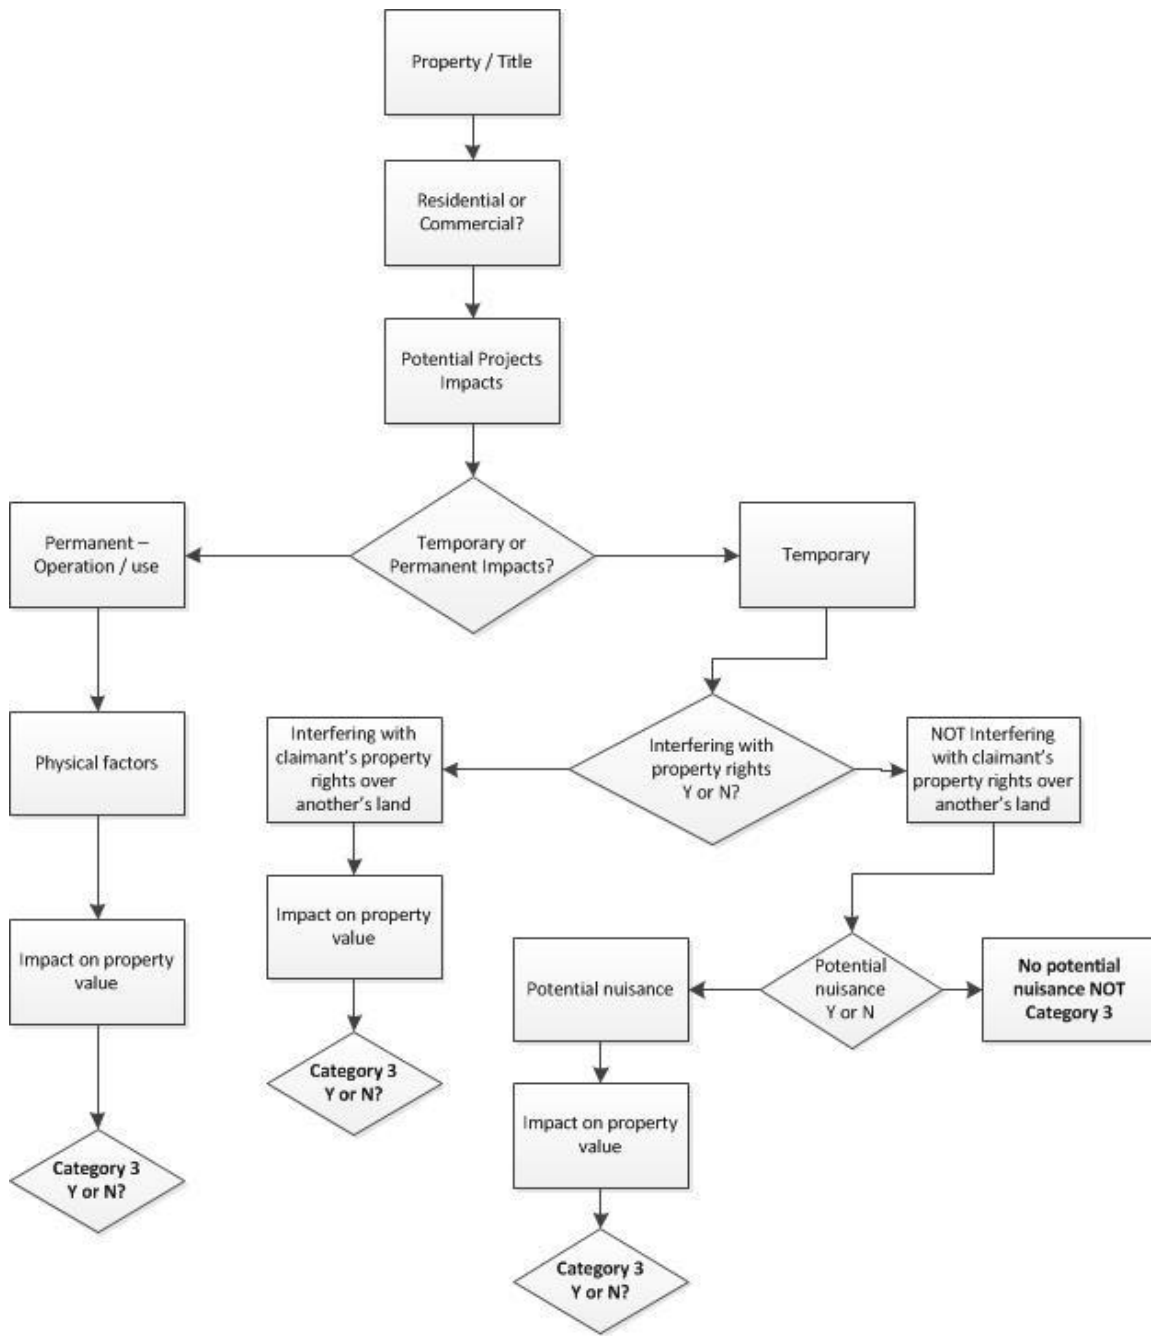 Property / Title
Residential or
Commercial?
Potential Projects
Impacts
Temporary or
Permanent Impacts?
Permanent –
Operation / use
Temporary
Physical factors
Interfering with
claimant's property
rights over
another's land
Interfering with
property rights
Y or N?
NOT Interfering
with claimant's
property rights over
another's land
Impact on property
value
Impact on property
value
Potential nuisance
Potential
nuisance
Y or N
No potential
nuisance NOT
Category 3
Category 3
Y or N?
Impact on property
value
Category 3
Y or N?
Category 3
Y or N?